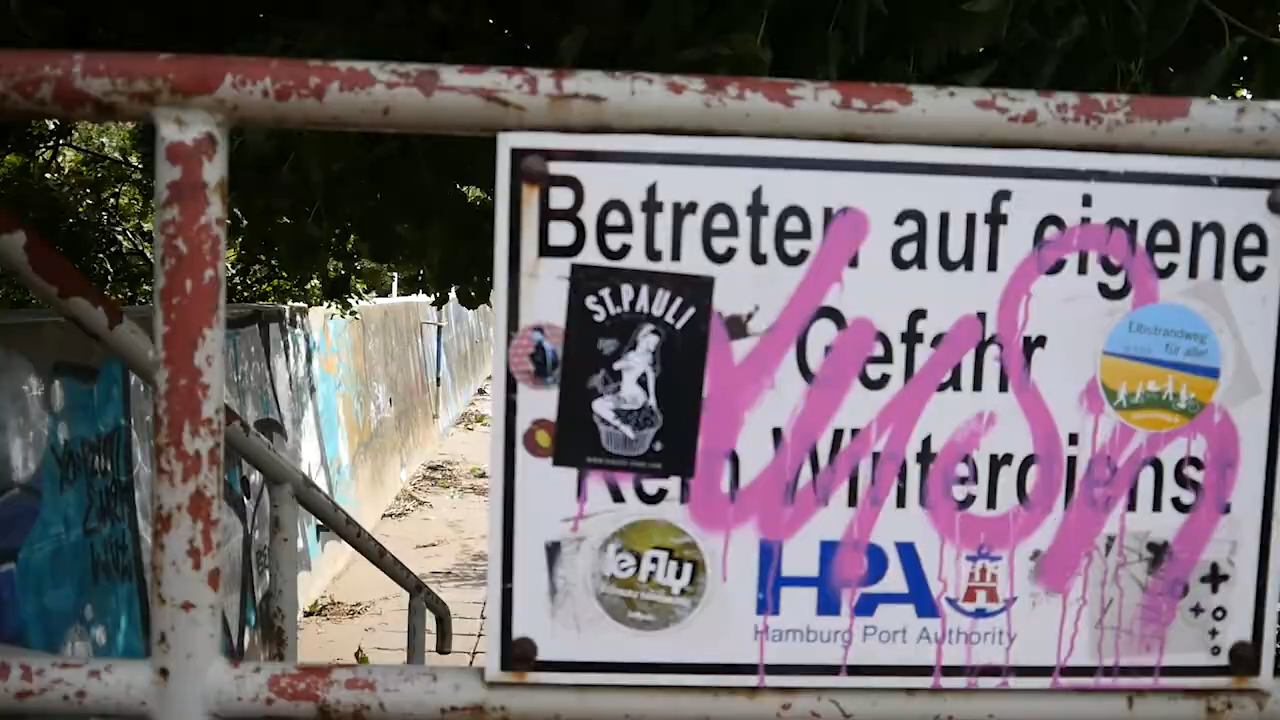 Betreten auf eigene
Gefahr
Kein Winterdienst
ST. PAULI
Elbstrandweg
für alle!
le fly
HPA
Hamburg Port Authority